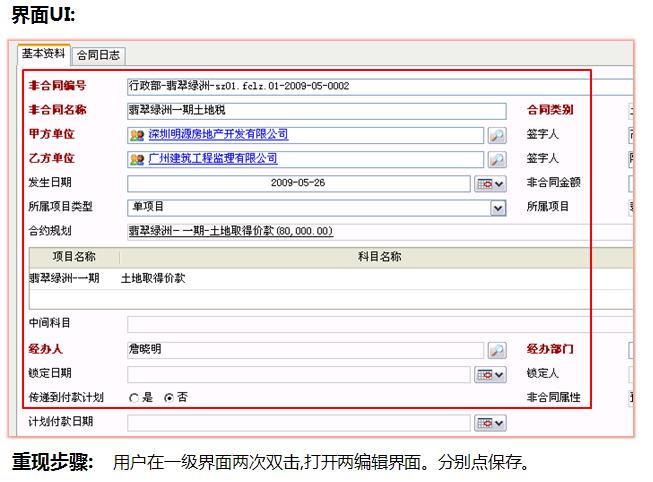 界面UI:
基本资料 合同日志
非合同编号 行政部-翡翠绿洲-sz01.fclz.01-2009-05-0002
非合同名称 翡翠绿洲一期土地税 合同类别
甲方单位 深圳明源房地产开发有限公司 签字人
乙方单位 广州建筑工程监理有限公司 签字人
发生日期 2009-05-26 非合同金额
所属项目类型 单项目 所属项目
合约规划 翡翠绿洲-一期-土地取得价款(80,000.00)
项目名称 科目名称
翡翠绿洲-一期 土地取得价款
中间科目
经办人 詹晓明 经办部门
锁定日期 锁定人
传递到付款计划 是 否 非合同属性
计划付款日期
重现步骤: 用户在一级界面两次双击,打开两编辑界面。分别点保存。